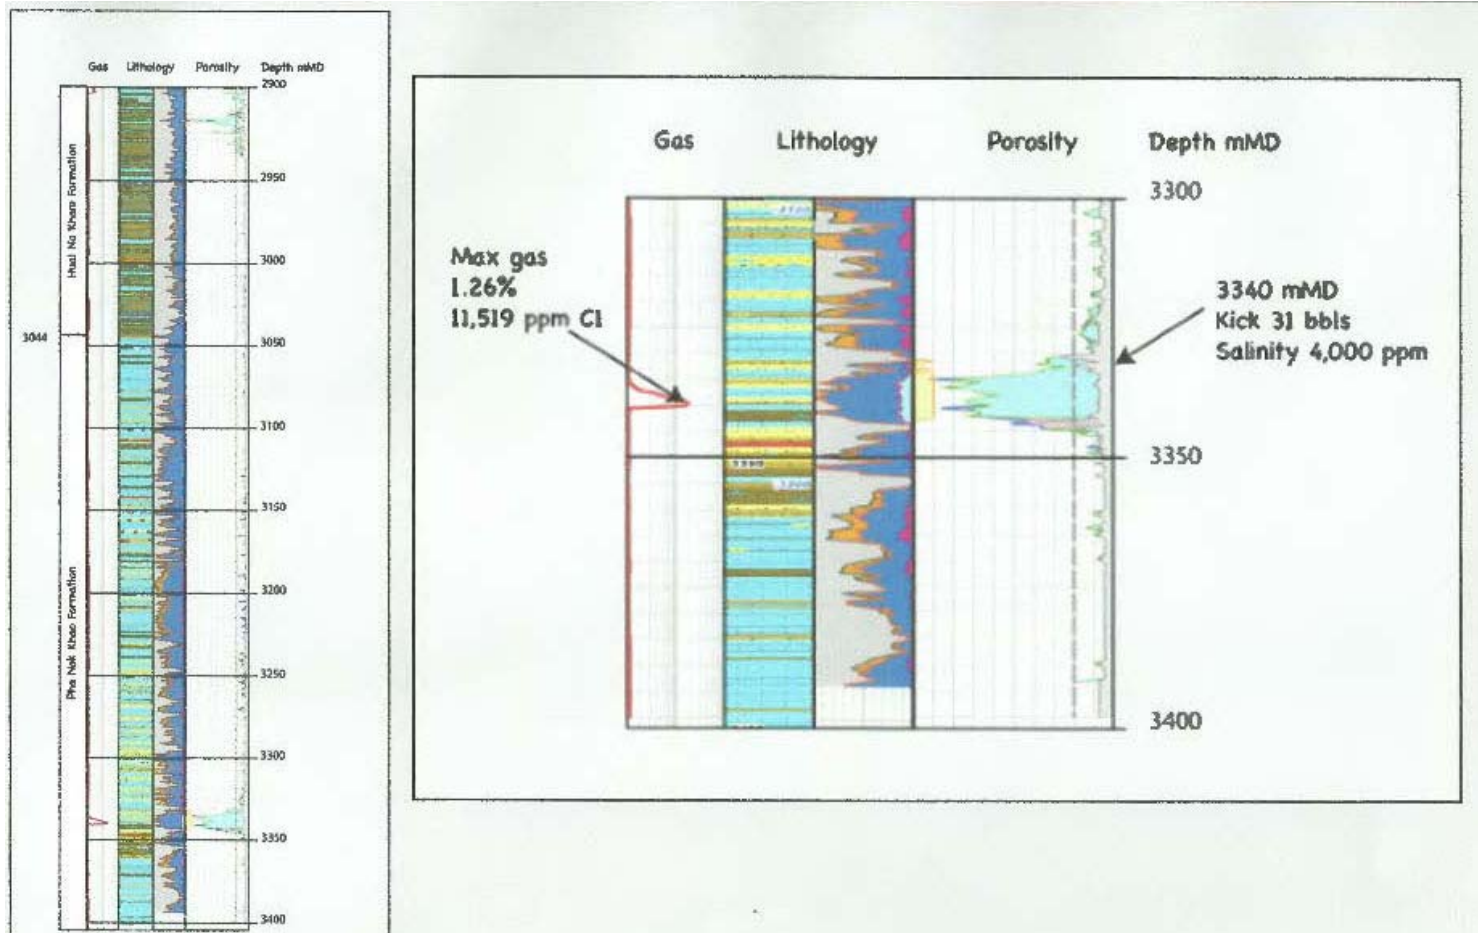 Gas Lithology Porosity Depth mMD
2900
2950
3000
3050
3100
3150
3200
3250
3300
3350
3400
Huai Na Kham Formation
3044
Pha Nok Khao Formation
Gas Lithology Porosity Depth mMD
3300
3350
3400
Max gas
1.26%
11,519 ppm C1
3340 mMD
Kick 31 bbls
Salinity 4,000 ppm